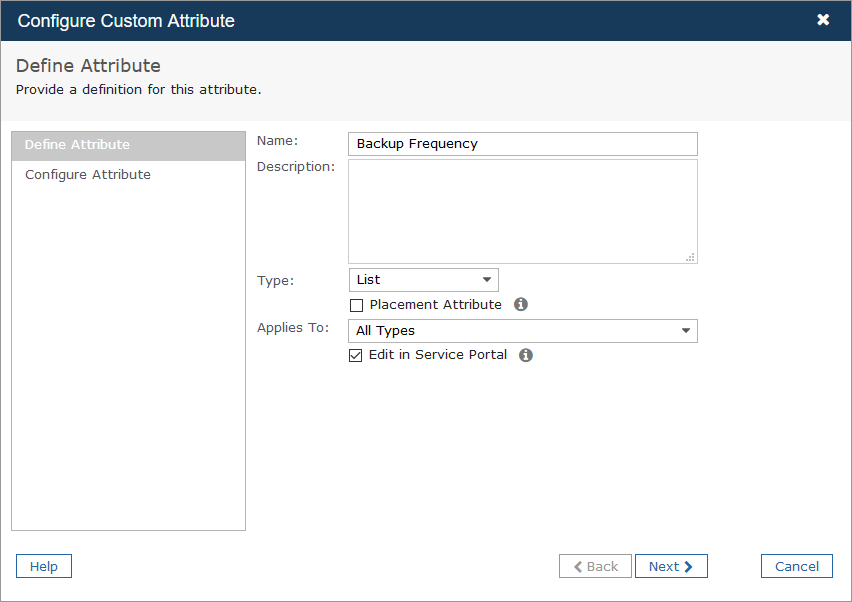 Configure Custom Attribute
Define Attribute
Provide a definition for this attribute.
Define Attribute
Configure Attribute
Name:
Backup Frequency
Description:
Type:
List
Placement Attribute
Applies To:
All Types
Edit in Service Portal
Help
Back
Next
Cancel